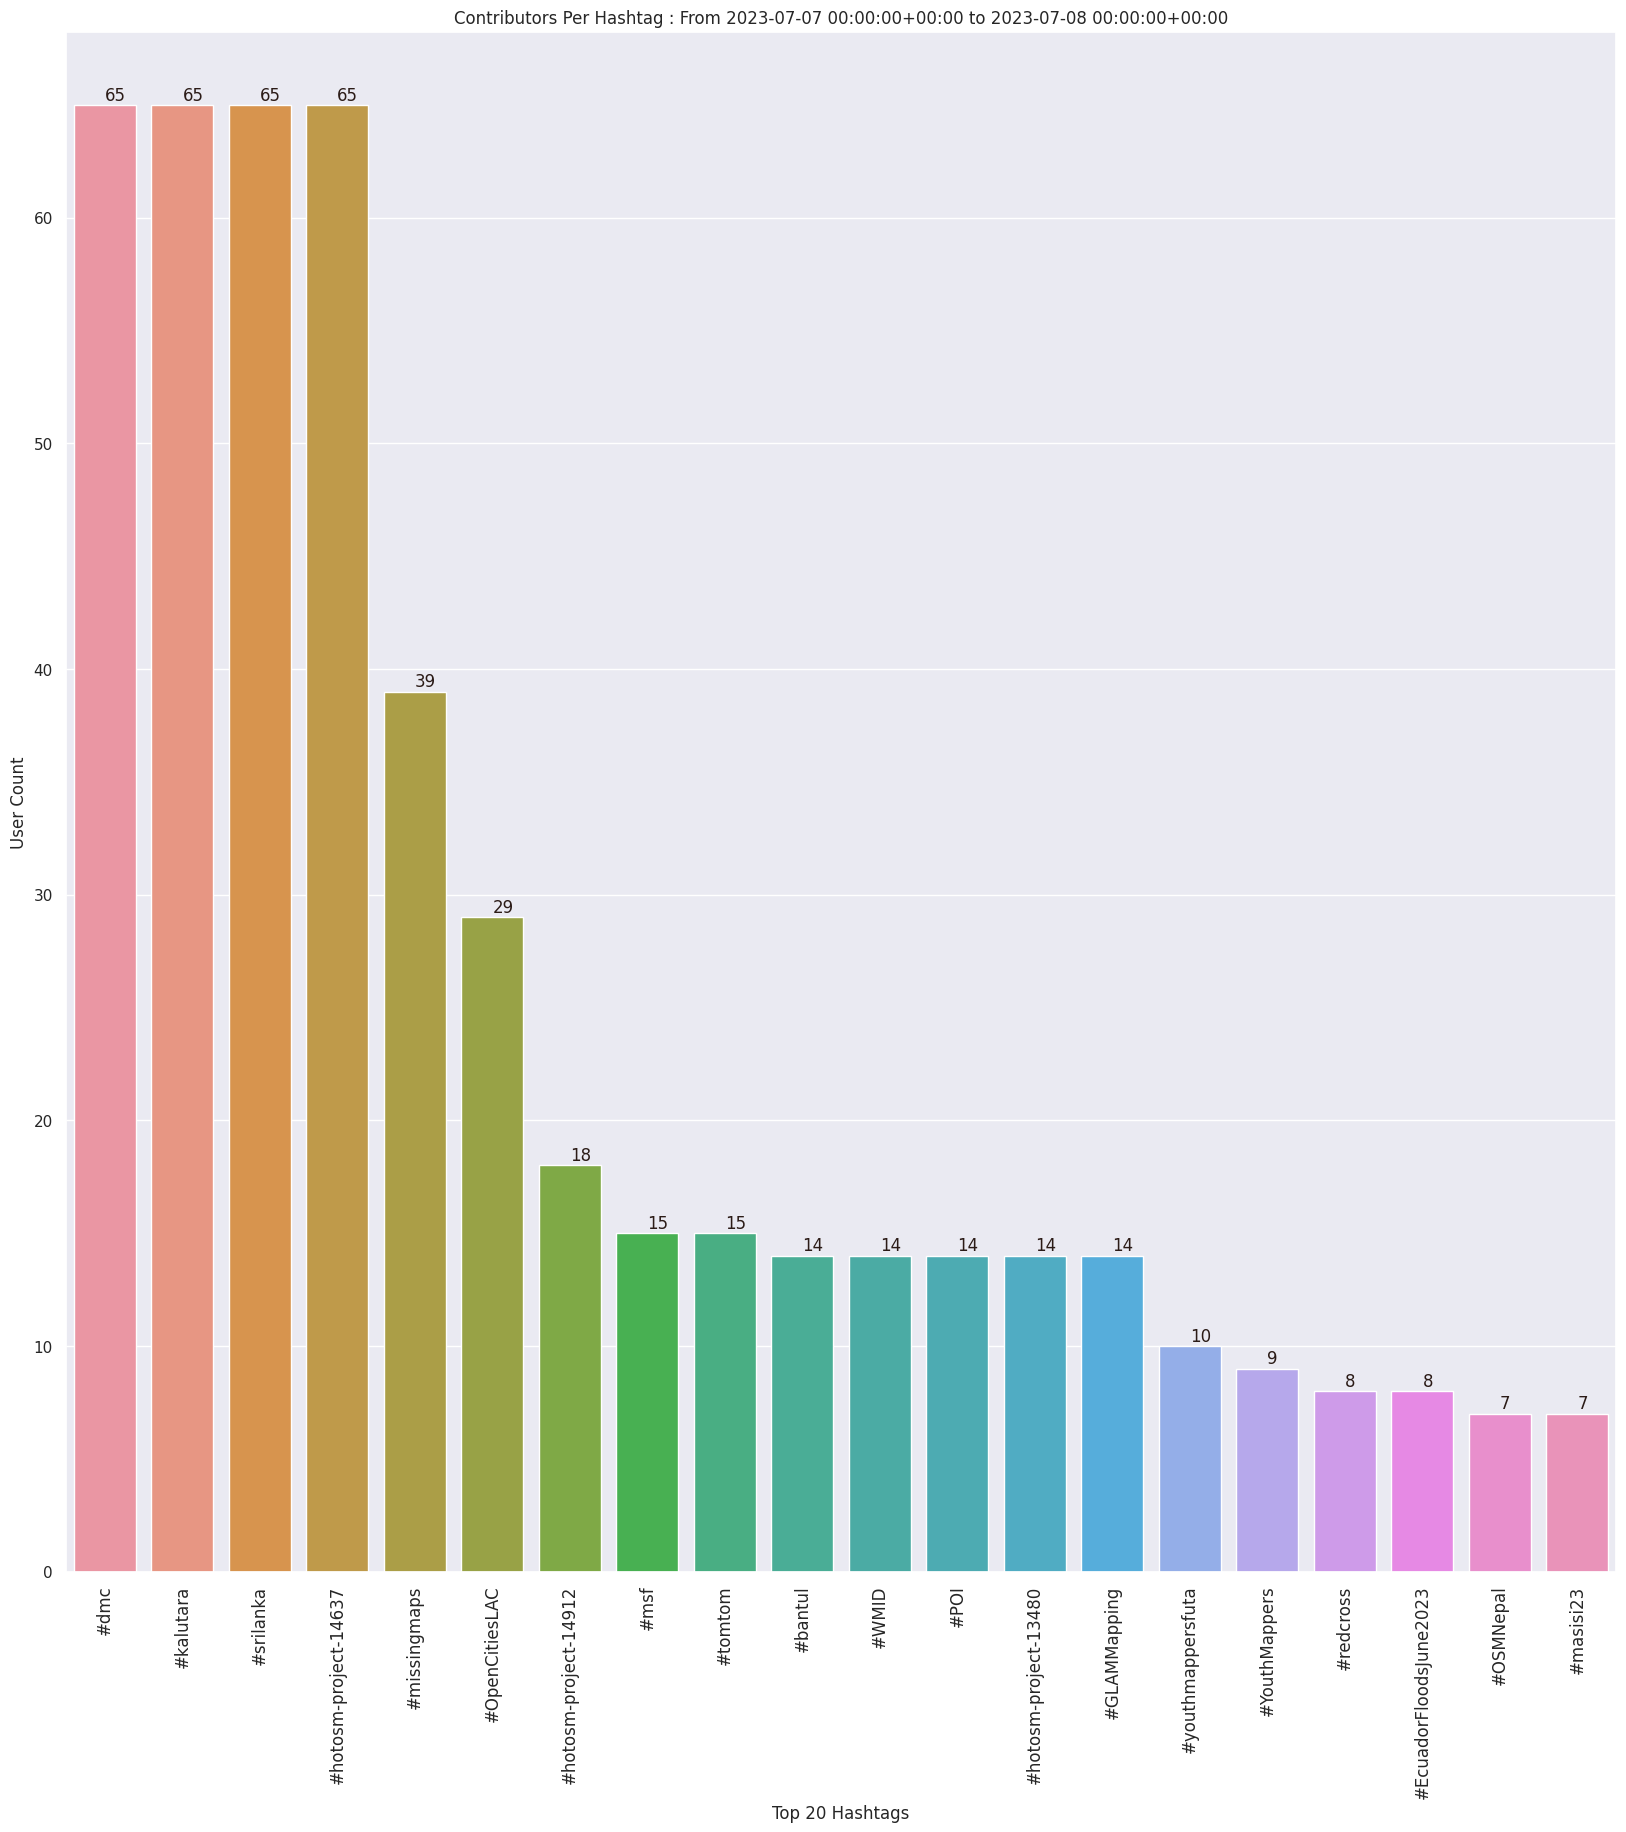 Contributors Per Hashtag : From 2023-07-07 00:00:00+00:00 to 2023-07-08 00:00:00+00:00
65
65
65
65
39
29
18
15
15
14
14
14
14
14
10
9
8
8
7
7
User Count
60
50
40
30
20
10
0
#dmc
#kalutara
#srilanka
#hotosm-project-14637
#missingmaps
#OpenCitiesLAC
#hotosm-project-14912
#msf
#tomtom
#bantul
#WMID
#POI
#hotosm-project-13480
#GLAMMapping
#youthmappersfuta
#YouthMappers
#redcross
#EcuadorFloodsJune2023
#OSMNepal
#masisi23
Top 20 Hashtags